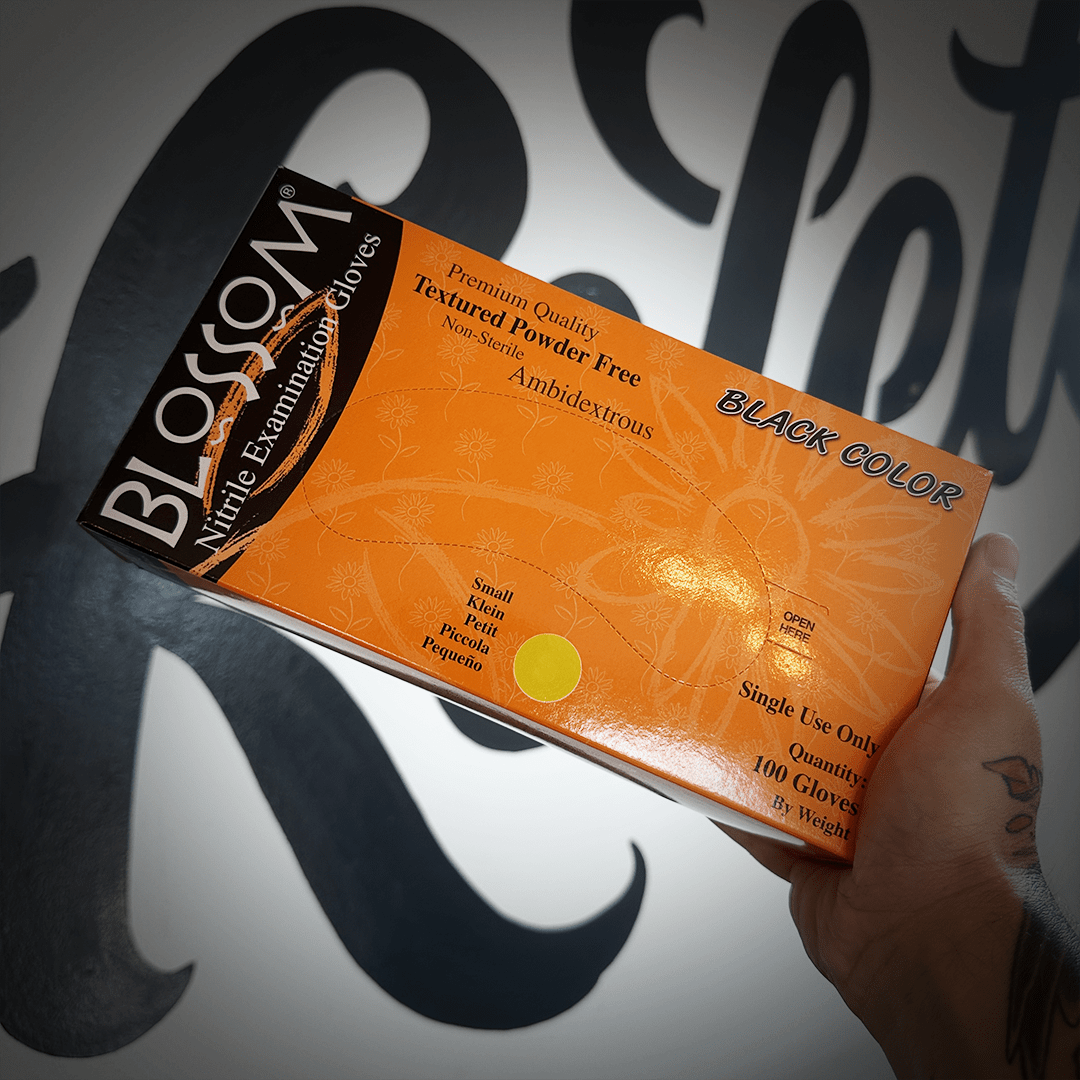 BLOSSOM®
Nitrile Examination Gloves
Premium Quality
Textured Powder Free
Non-Sterile
Ambidextrous
BLACK COLOR
Small
Klein
Petit
Piccola
Pequeño
OPEN
HERE
Single Use Only
Quantity:
100 Gloves
By Weight